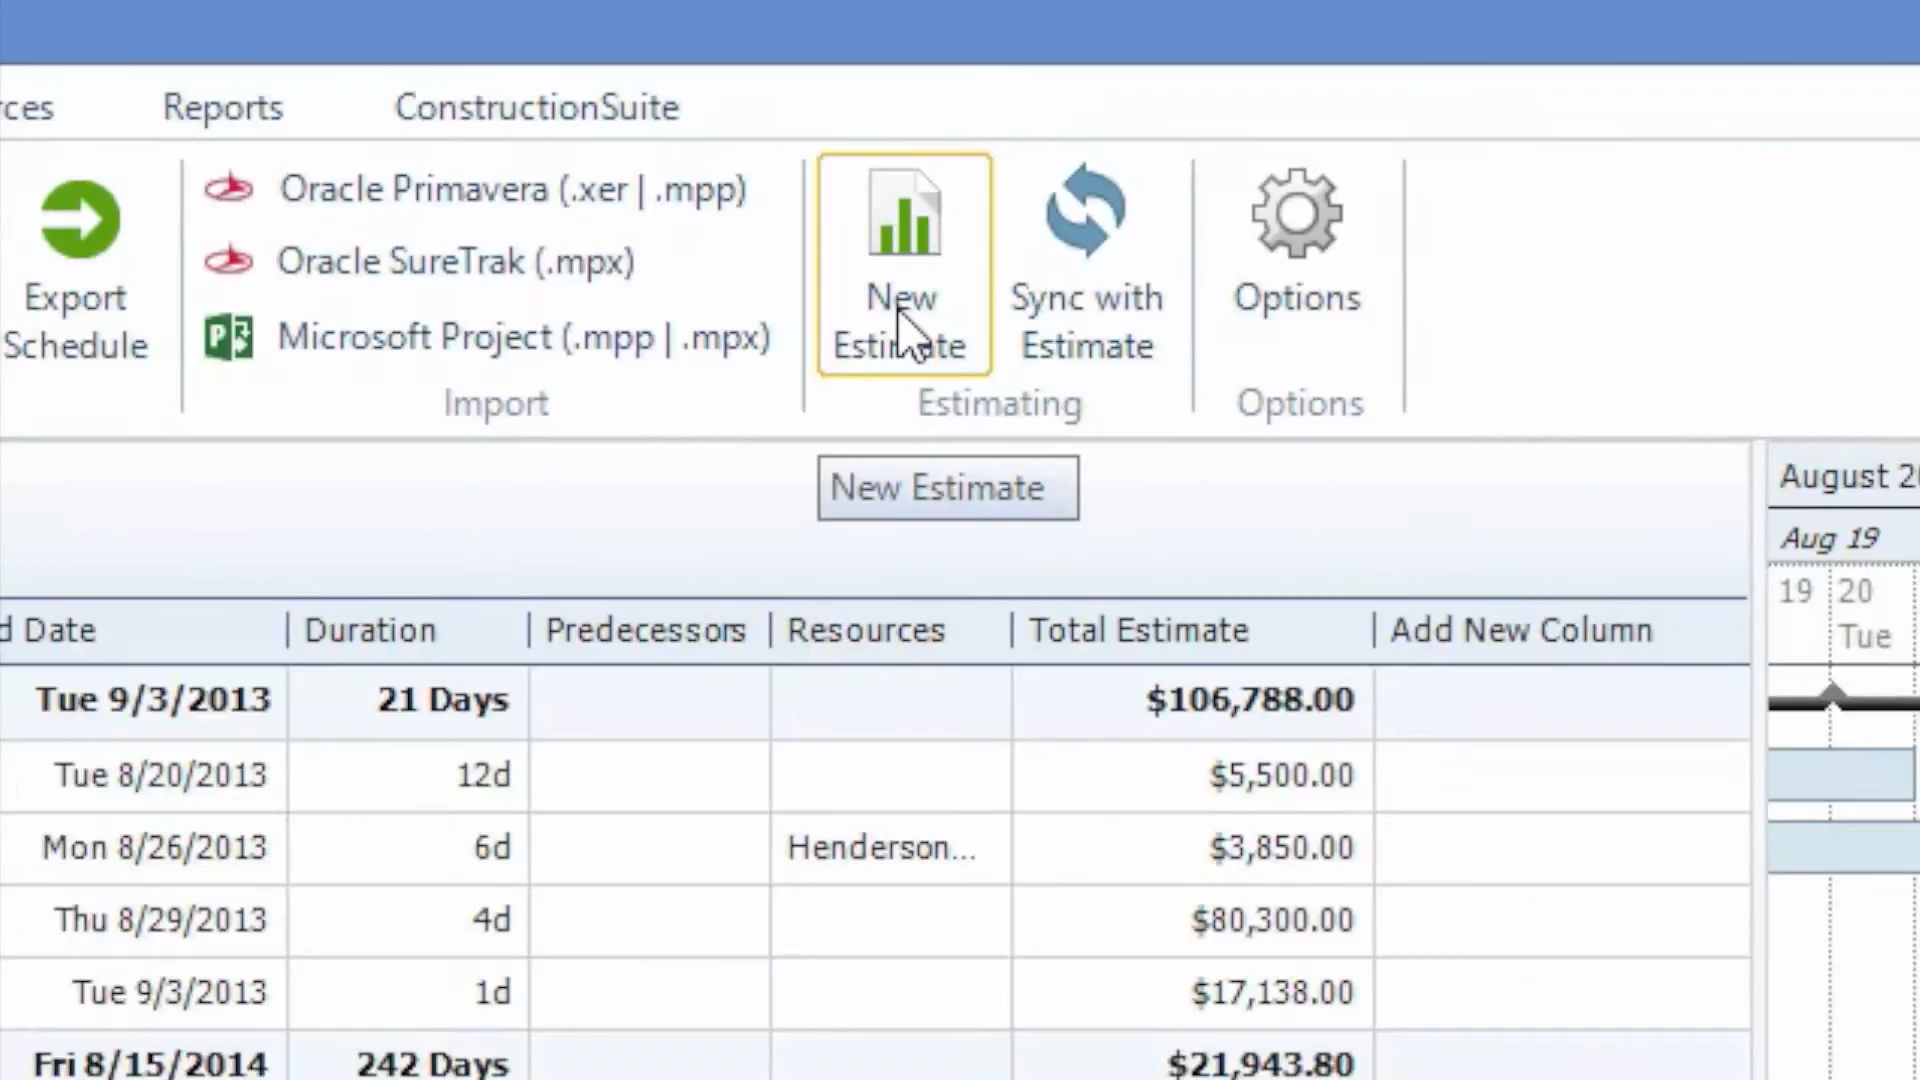 rces Reports ConstructionSuite
Export Schedule
Oracle Primavera (.xer | .mpp)
Oracle SureTrak (.mpx)
Microsoft Project (.mpp | .mpx)
Import
New
Estimate
Sync with
Estimate
Estimating
Options
Options
New Estimate
August 20
Aug 19
19 20
Tue
d Date Duration Predecessors Resources Total Estimate Add New Column
Tue 9/3/2013 21 Days $106,788.00
Tue 8/20/2013 12d $5,500.00
Mon 8/26/2013 6d Henderson... $3,850.00
Thu 8/29/2013 4d $80,300.00
Tue 9/3/2013 1d $17,138.00
Fri 8/15/2014 242 Days $21,943.80